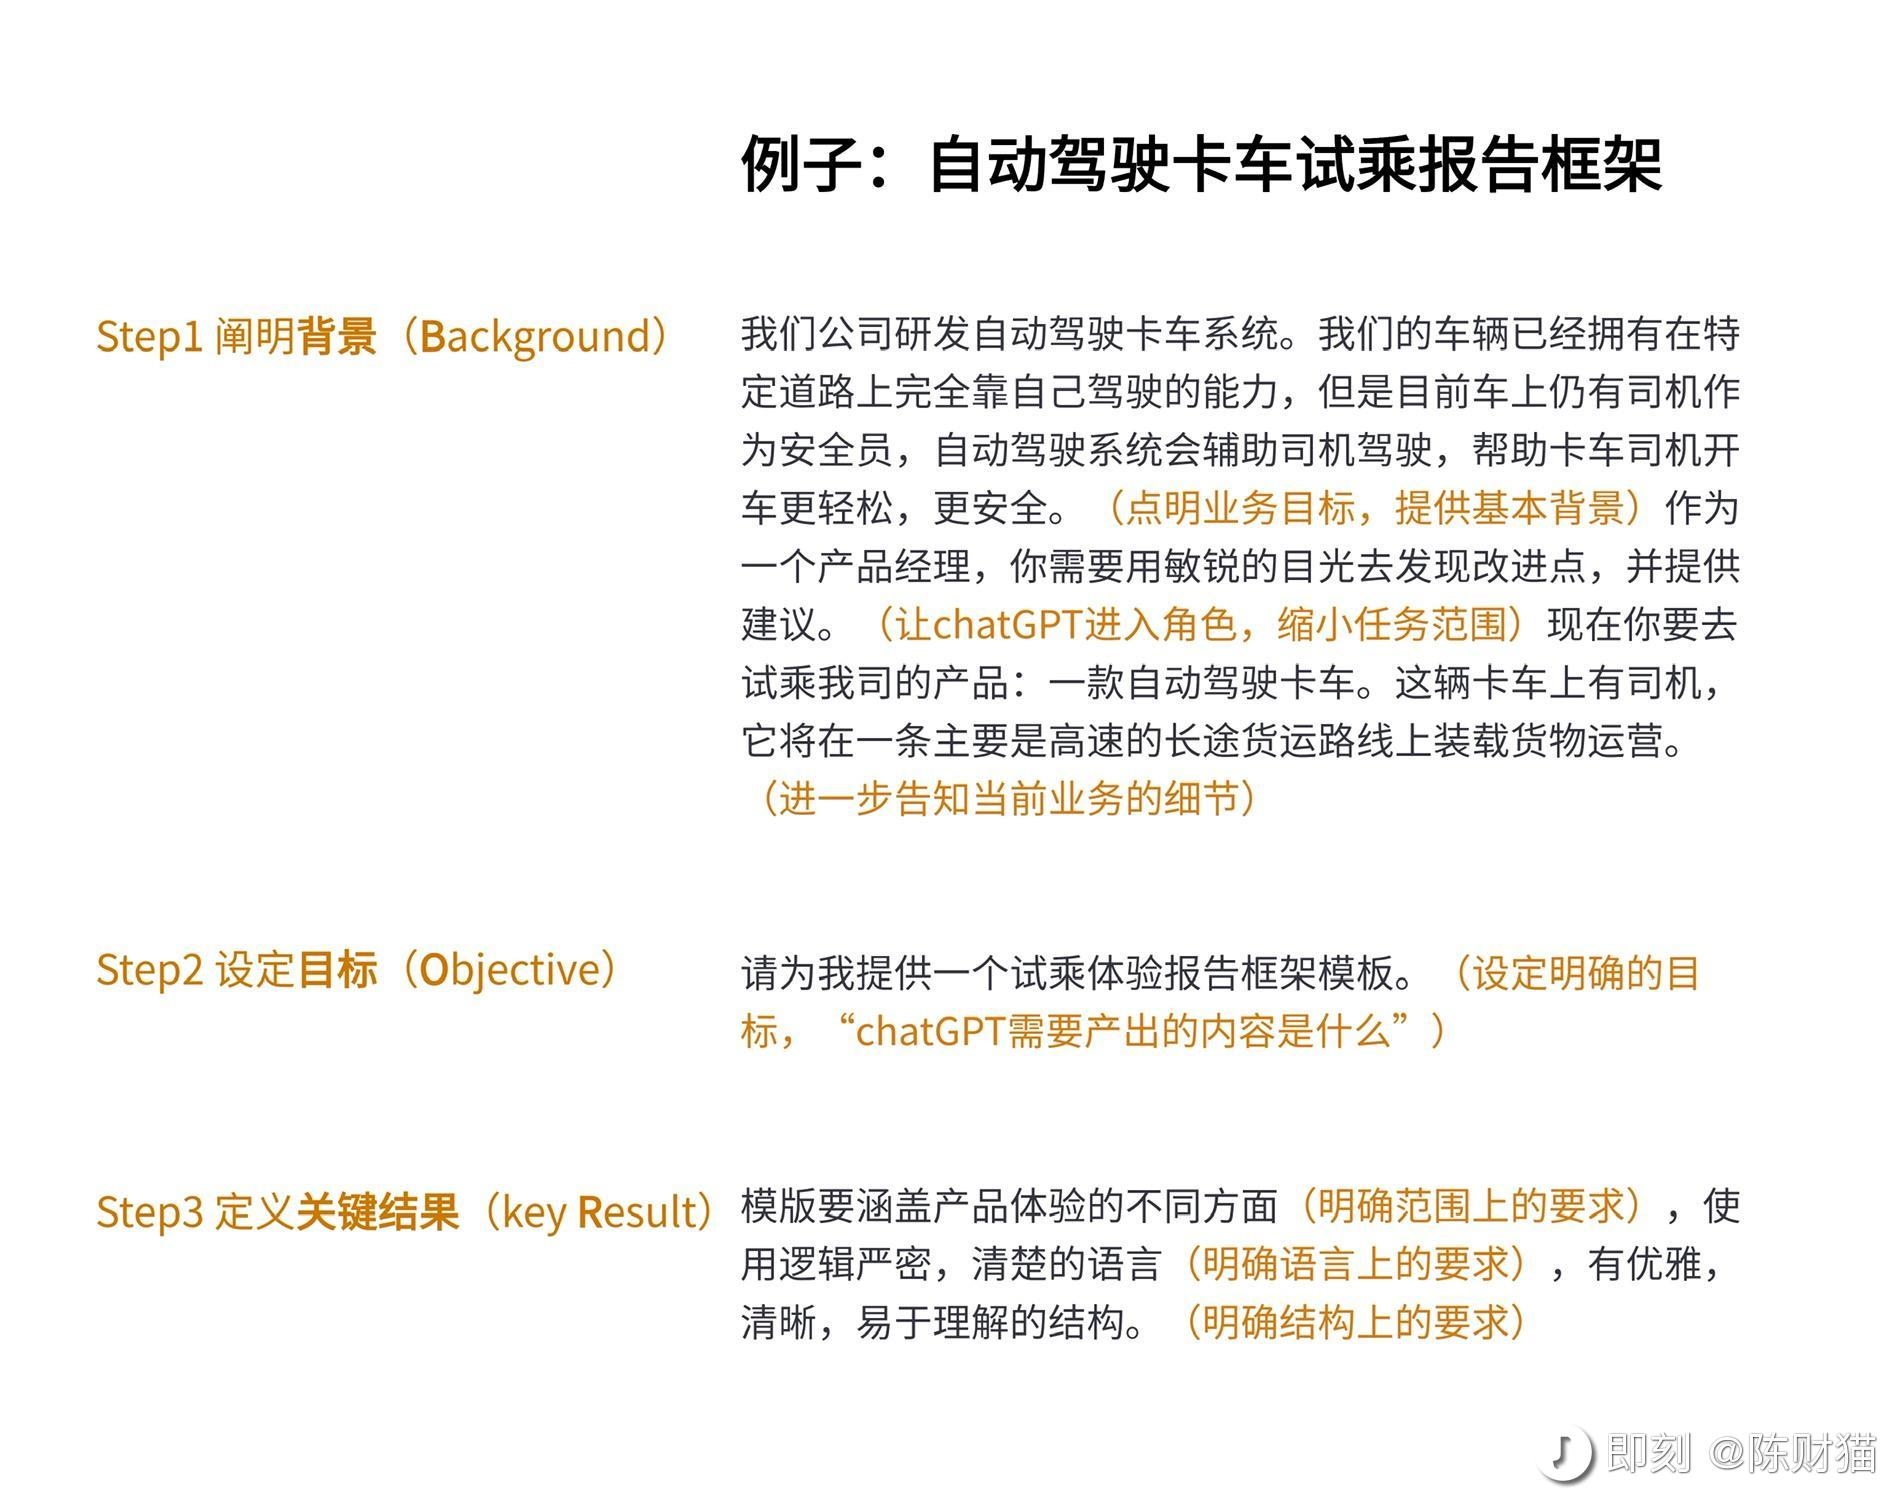 例子：自动驾驶卡车试乘报告框架
Step1 阐明背景（Background）
我们公司研发自动驾驶卡车系统。我们的车辆已经拥有在特
定道路上完全靠自己驾驶的能力，但是目前车上仍有司机作
为安全员，自动驾驶系统会辅助司机驾驶，帮助卡车司机开
车更轻松，更安全。（点明业务目标，提供基本背景）作为
一个产品经理，你需要用敏锐的目光去发现改进点，并提供
建议。（让chatGPT进入角色，缩小任务范围）现在你要去
试乘我司的产品：一款自动驾驶卡车。这辆卡车上有司机，
它将在一条主要是高速的长途货运路线上装载货物运营。
（进一步告知当前业务的细节）
Step2 设定目标（Objective）
请为我提供一个试乘体验报告框架模板。（设定明确的目
标，“chatGPT需要产出的内容是什么”）
Step3 定义关键结果（key Result）
模版要涵盖产品体验的不同方面（明确范围上的要求），使
用逻辑严密，清楚的语言（明确语言上的要求），有优雅，
清晰，易于理解的结构。（明确结构上的要求）
即刻 @陈财猫